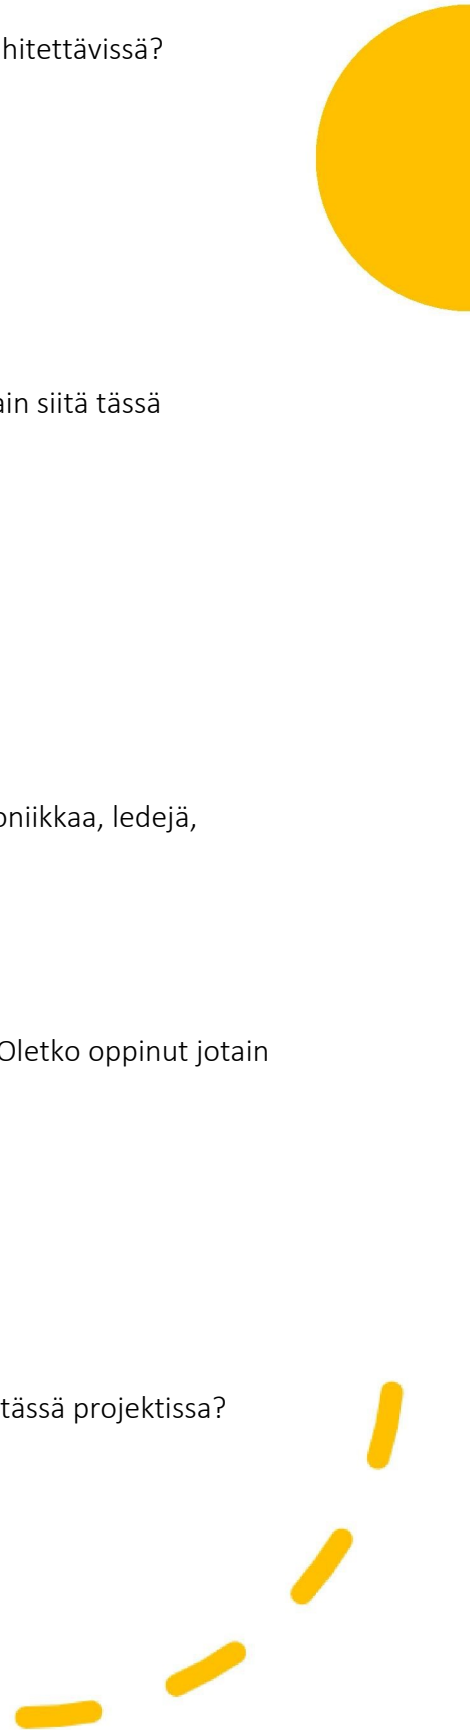 hitettävissä?
ain siitä tässä
oniikkaa, ledejä,
Oletko oppinut jotain
tässä projektissa?